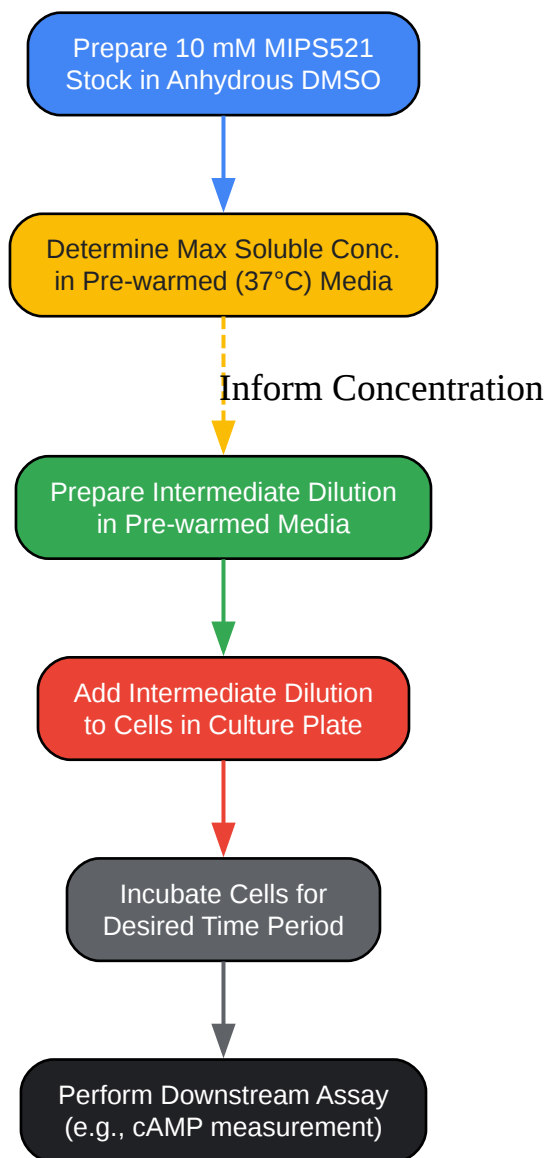 Prepare 10 mM MIPS521
Stock in Anhydrous DMSO
Determine Max Soluble Conc.
in Pre-warmed (37°C) Media
Inform Concentration
Prepare Intermediate Dilution
in Pre-warmed Media
Add Intermediate Dilution
to Cells in Culture Plate
Incubate Cells for
Desired Time Period
Perform Downstream Assay
(e.g., cAMP measurement)